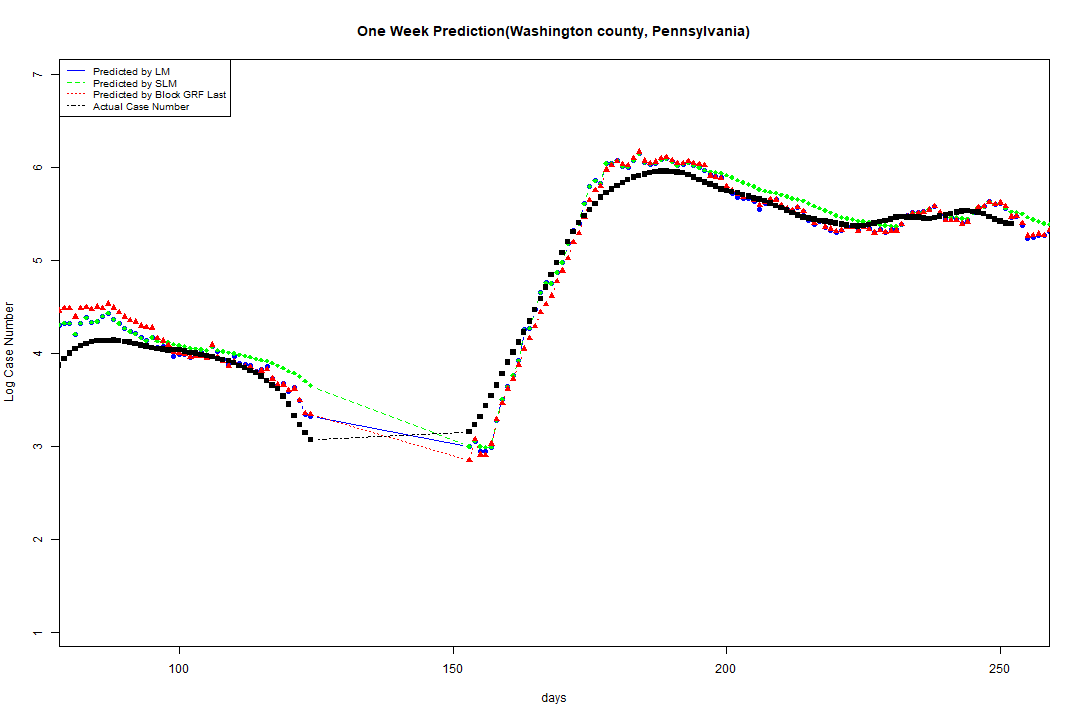 One Week Prediction(Washington county, Pennsylvania)
Predicted by LM
Predicted by SLM
Predicted by Block GRF Last
Actual Case Number
7
6
5
4
3
2
1
Log Case Number
100
150
200
250
days